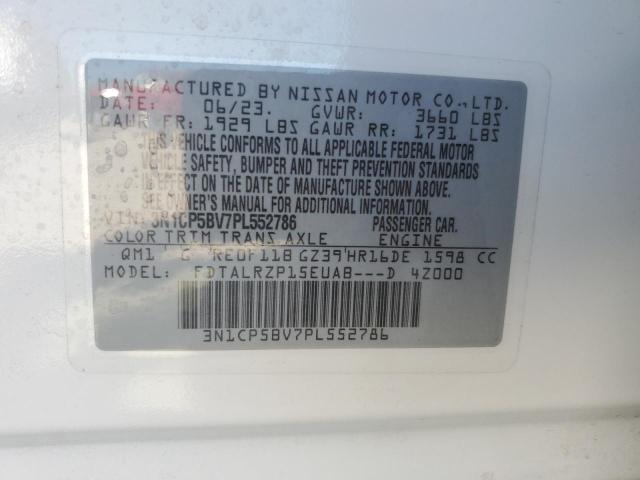 MANUFACTURED BY NISSAN MOTOR CO., LTD.
DATE: 06/23. GVWR: 3660 LBS
GAWR FR: 1929 LBS GAWR RR: 1731 LBS
THIS VEHICLE CONFORMS TO ALL APPLICABLE FEDERAL MOTOR
VEHICLE SAFETY, BUMPER AND THEFT PREVENTION STANDARDS
IN EFFECT ON THE DATE OF MANUFACTURE SHOWN ABOVE.
SEE OWNER'S MANUAL FOR ADDITIONAL INFORMATION.
VIN: 3N1CP5BV7PL552786 PASSENGER CAR.
COLOR TRIM TRANS AXLE ENGINE
QM1 G RE0F11B GZ39 HR16DE 1598 CC
MODEL: FDTALRZP15EUAB---D 4Z000
3N1CP5BV7PL552786